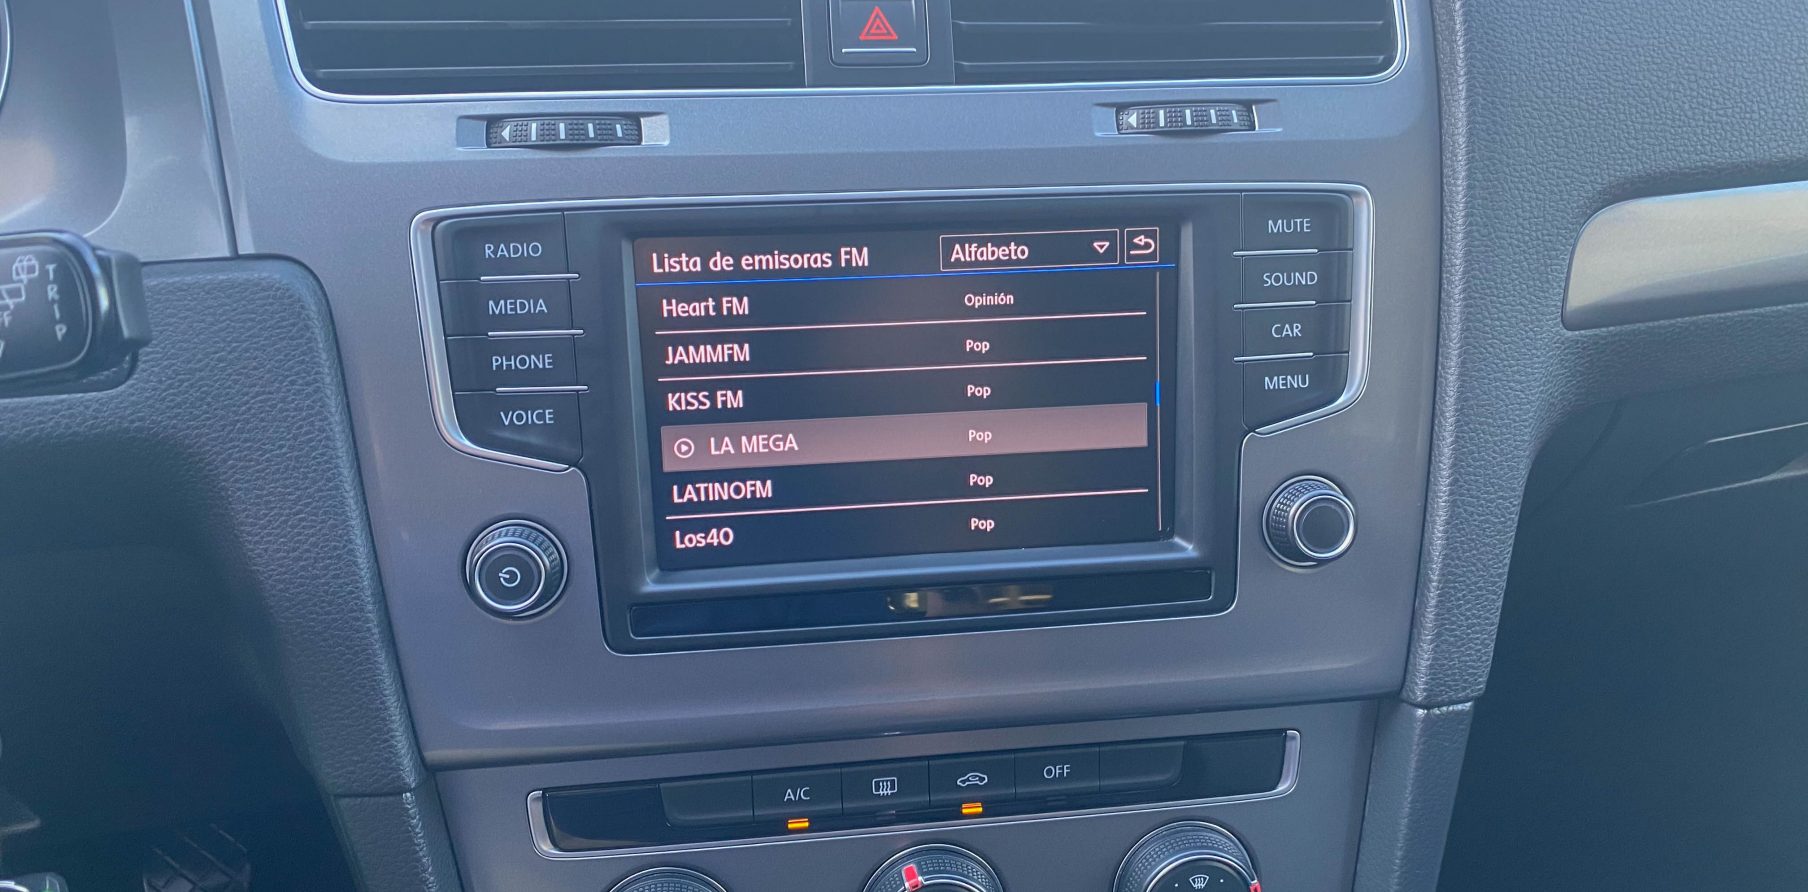 TRIP
RADIO
MEDIA
PHONE
VOICE
Lista de emisoras FM Alfabeto
Heart FM Opinión
JAMMFM Pop
KISS FM Pop
LA MEGA Pop
LATINOFM Pop
Los40 Pop
MUTE
SOUND
CAR
MENU
A/C
OFF